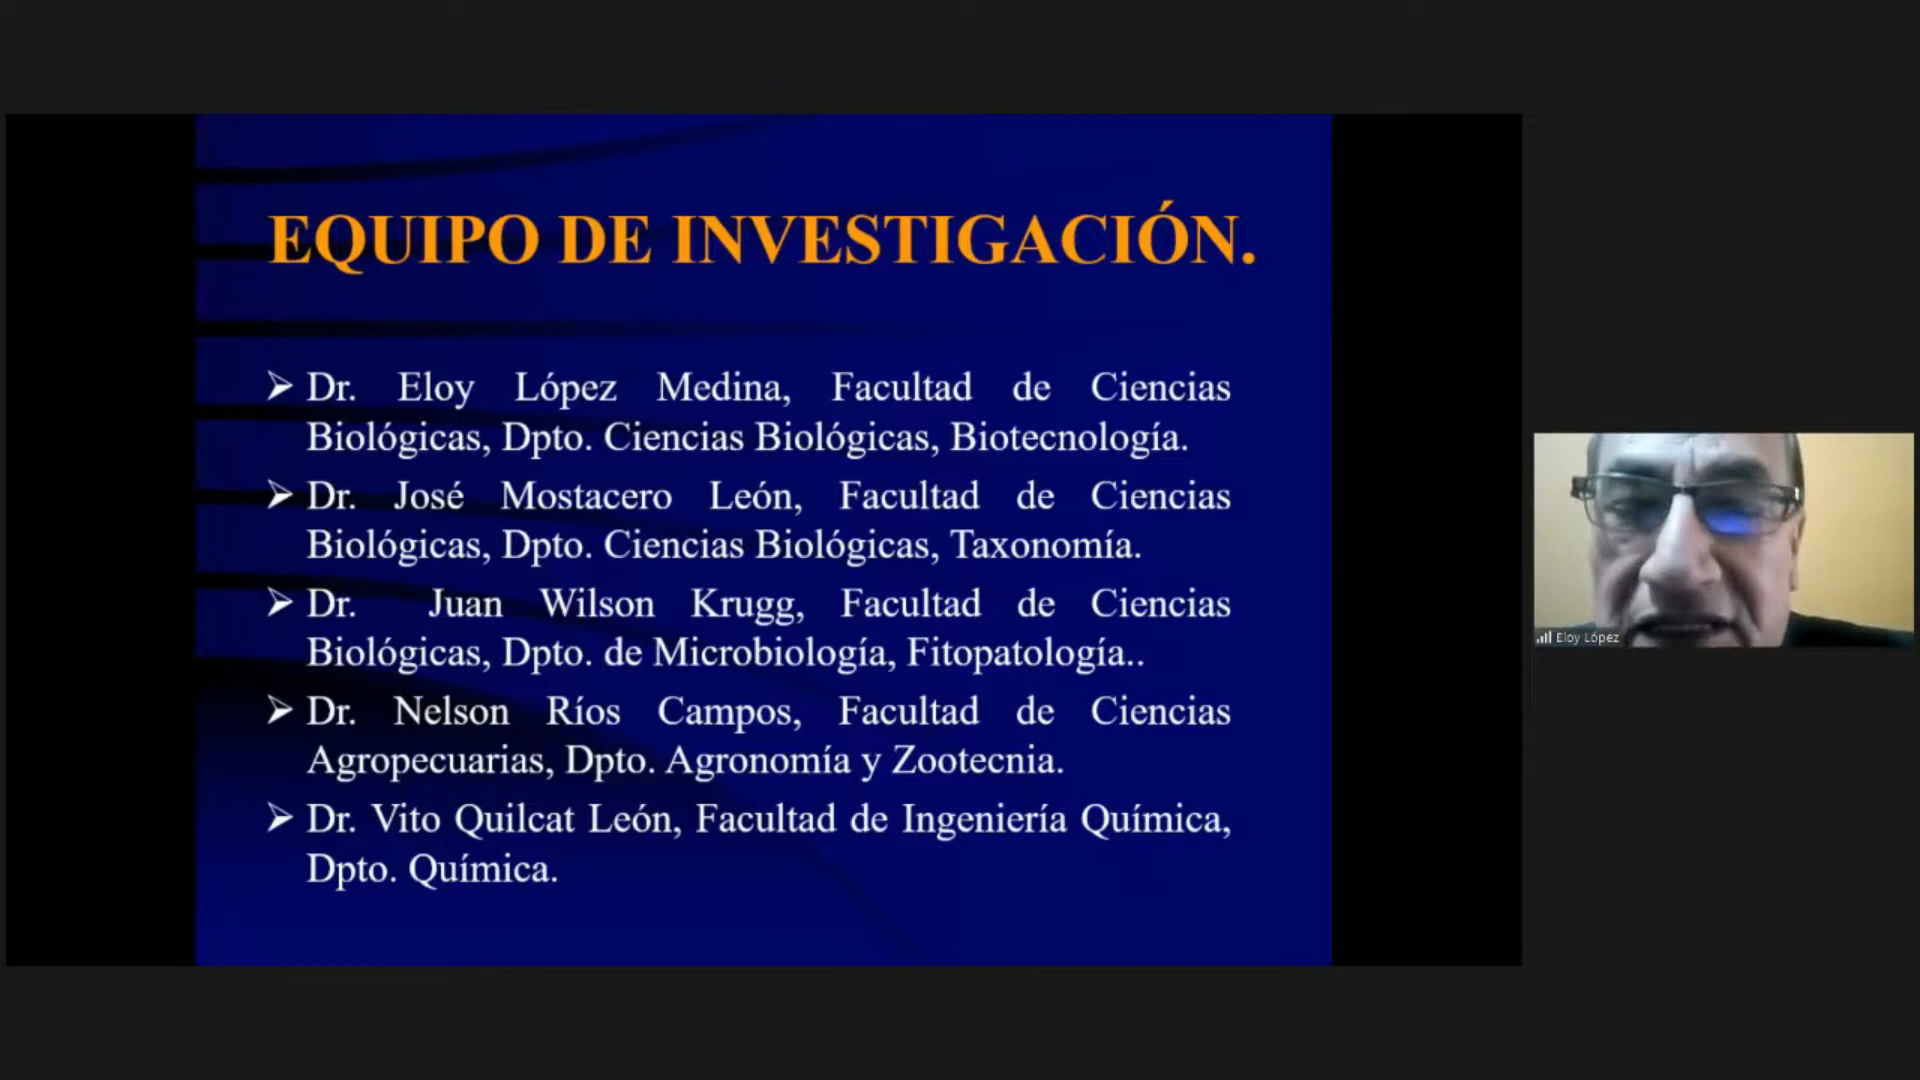 EQUIPO DE INVESTIGACIÓN.
Dr. Eloy López Medina, Facultad de Ciencias
Biológicas, Dpto. Ciencias Biológicas, Biotecnología.
Dr. José Mostacero León, Facultad de Ciencias
Biológicas, Dpto. Ciencias Biológicas, Taxonomía.
Dr. Juan Wilson Krugg, Facultad de Ciencias
Biológicas, Dpto. de Microbiología, Fitopatología..
Dr. Nelson Ríos Campos, Facultad de Ciencias
Agropecuarias, Dpto. Agronomía y Zootecnia.
Dr. Vito Quilcat León, Facultad de Ingeniería Química,
Dpto. Química.
Eloy López